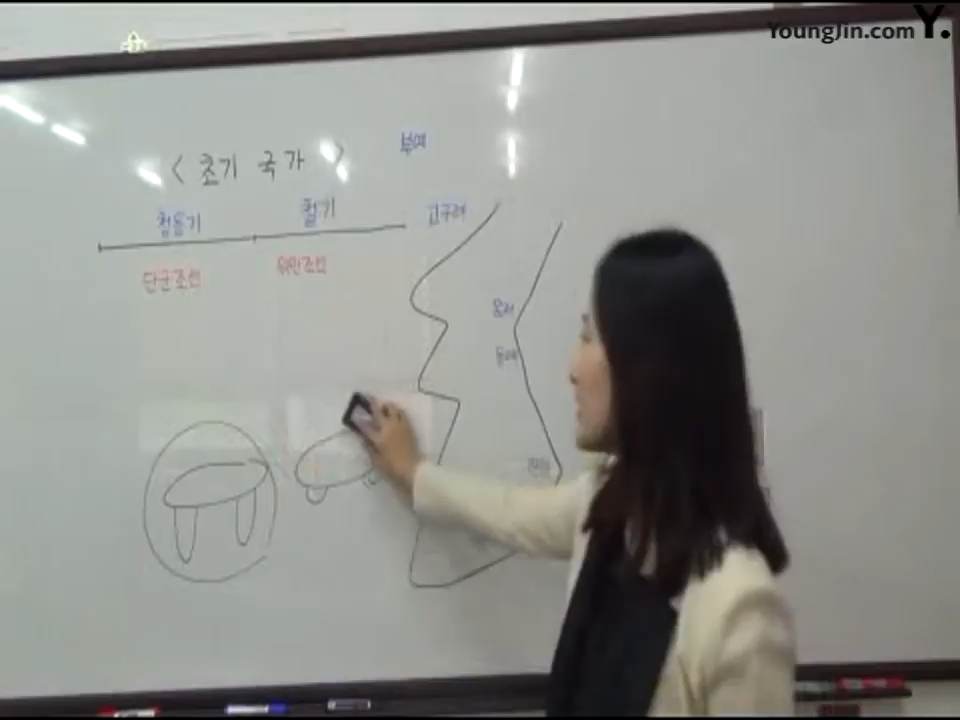 YoungJin.com Y.
부여
< 초기 국가 >
청동기
철기
고구려
단군조선
위만조선
옥저
동예